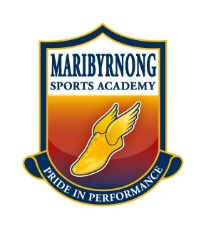 MARIBYRNONG
SPORTS ACADEMY
PRIDE IN PERFORMANCE